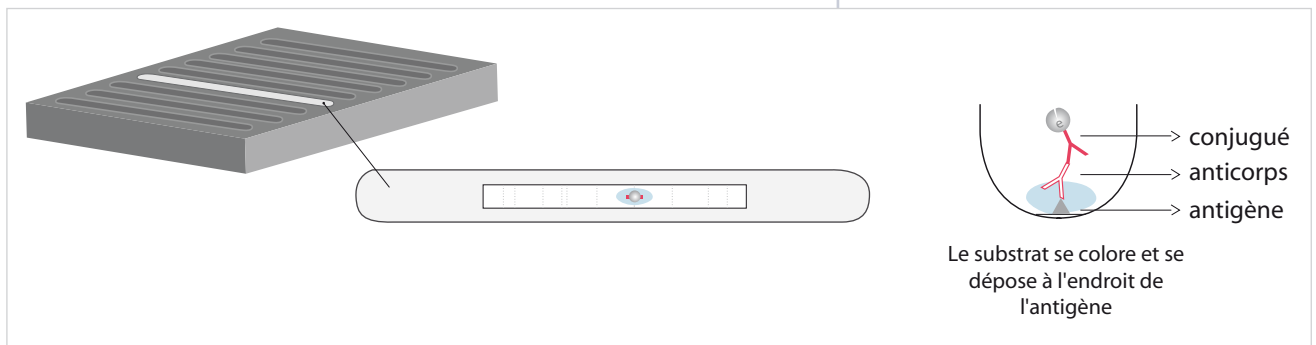 e
conjugué
anticorps
antigène
Le substrat se colore et se
dépose à l'endroit de
l'antigène